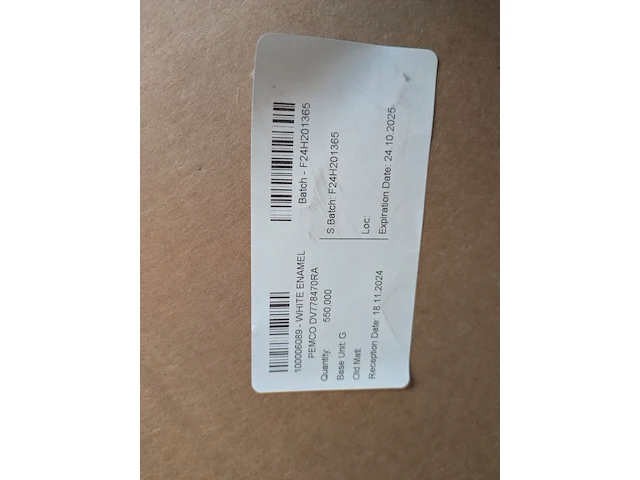 100006089 - WHITE ENAMEL
PEMCO DV778470RA
Quantity: 550.000
Base Unit: G
Old Matl:
Reception Date: 18.11.2024
Batch - F24H201365
S.Batch: F24H201365
Loc:
Expiration Date: 24.10.2025